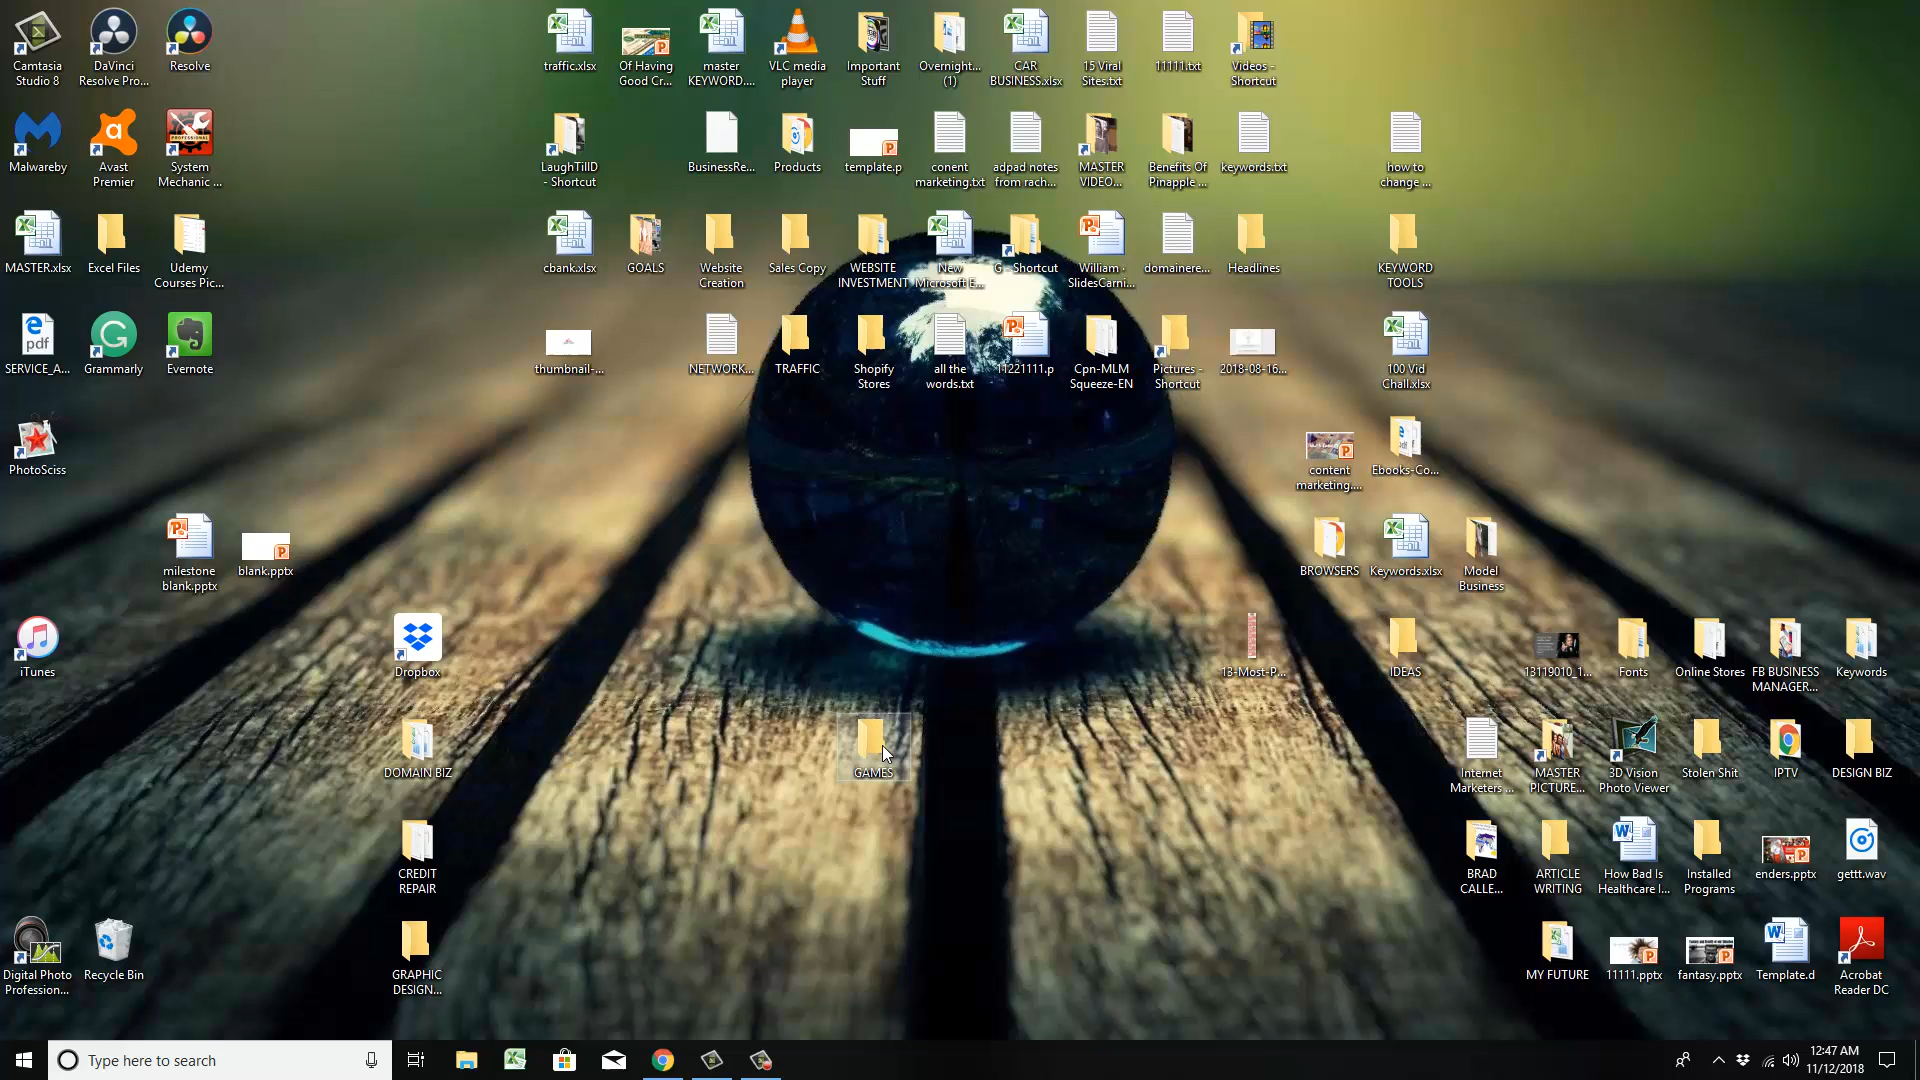 Camtasia
Studio 8
DaVinci
Resolve Pro...
Resolve
traffic.xlsx
Of Having
Good Cr...
master
KEYWORD....
VLC media
player
Important
Stuff
Overnight...
(1)
CAR
BUSINESS.xlsx
15 Viral
Sites.txt
11111.txt
Videos -
Shortcut
Malwareby
Avast
Premier
System
Mechanic ...
LaughTillD
- Shortcut
BusinessRe...
Products
template.p
conent
marketing.txt
adpad notes
from rach...
MASTER
VIDEO...
Benefits Of
Pinapple ...
keywords.txt
how to
change ...
MASTER.xlsx
Excel Files
Udemy
Courses Pic...
cbank.xlsx
GOALS
Website
Creation
Sales Copy
WEBSITE
INVESTMENT
New
Microsoft E...
G - Shortcut
William -
SlidesCarni...
domainere...
Headlines
KEYWORD
TOOLS
pdf
SERVICE_A...
Grammarly
Evernote
thumbnail-...
NETWORK...
TRAFFIC
Shopify
Stores
all the
words.txt
11221111.p
Cpn-MLM
Squeeze-EN
Pictures -
Shortcut
2018-08-16...
100 Vid
Chall.xlsx
PhotoSciss
content
marketing....
Ebooks-Co...
milestone
blank.pptx
blank.pptx
BROWSERS
Keywords.xlsx
Model
Business
iTunes
Dropbox
13-Most-P...
IDEAS
13119010_1...
Fonts
Online Stores
FB BUSINESS
MANAGER...
Keywords
DOMAIN BIZ
GAMES
Internet
Marketers ...
MASTER
PICTURE...
3D Vision
Photo Viewer
Stolen Shit
IPTV
DESIGN BIZ
CREDIT
REPAIR
BRAD
CALLE...
ARTICLE
WRITING
How Bad Is
Healthcare I...
Installed
Programs
enders.pptx
gettt.wav
Digital Photo
Profession...
Recycle Bin
GRAPHIC
DESIGN...
MY FUTURE
11111.pptx
fantasy.pptx
Template.d
Acrobat
Reader DC
Type here to search
12:47 AM
11/12/2018